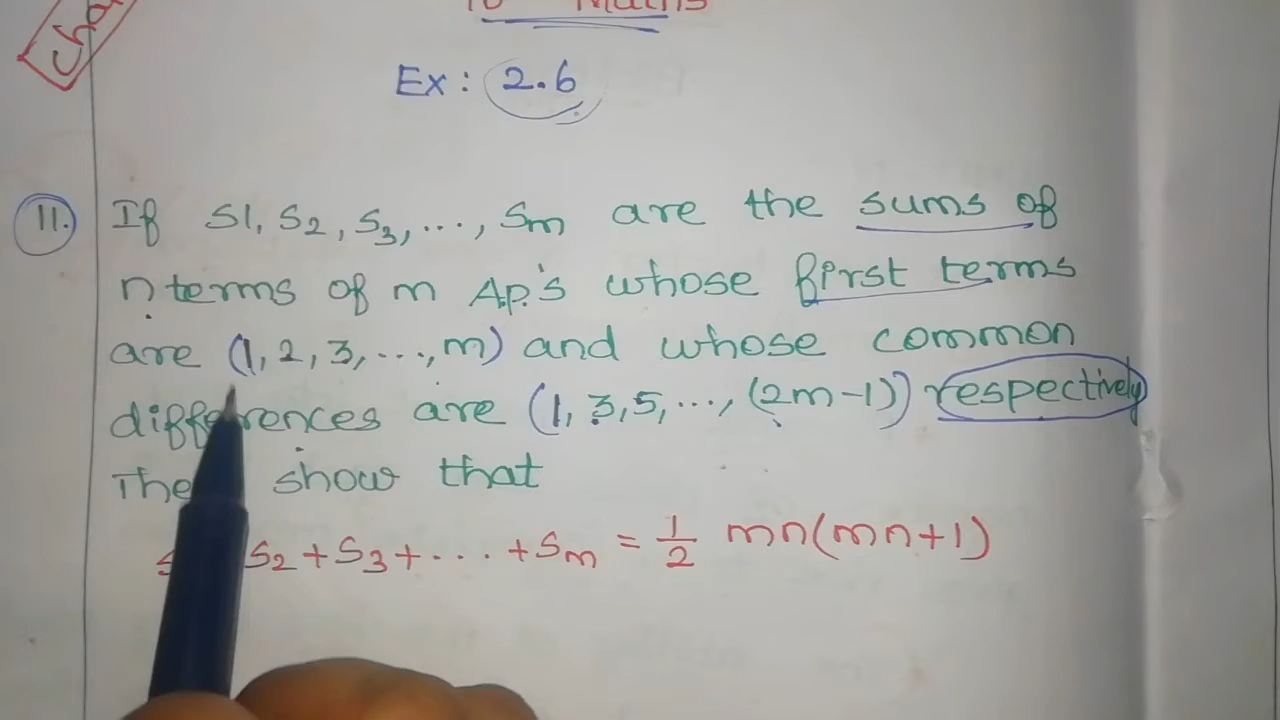 Maths
Ex: 2.6
11. If S1, S2, S3, ..., Sm are the sums of
n terms of m A.P.'s whose first terms
are (1, 2, 3, ..., m) and whose common
differences are (1, 3, 5, ..., (2m-1)) respectively
show that
S2 + S3 + ... + Sm = 1/2 mn(mn+1)